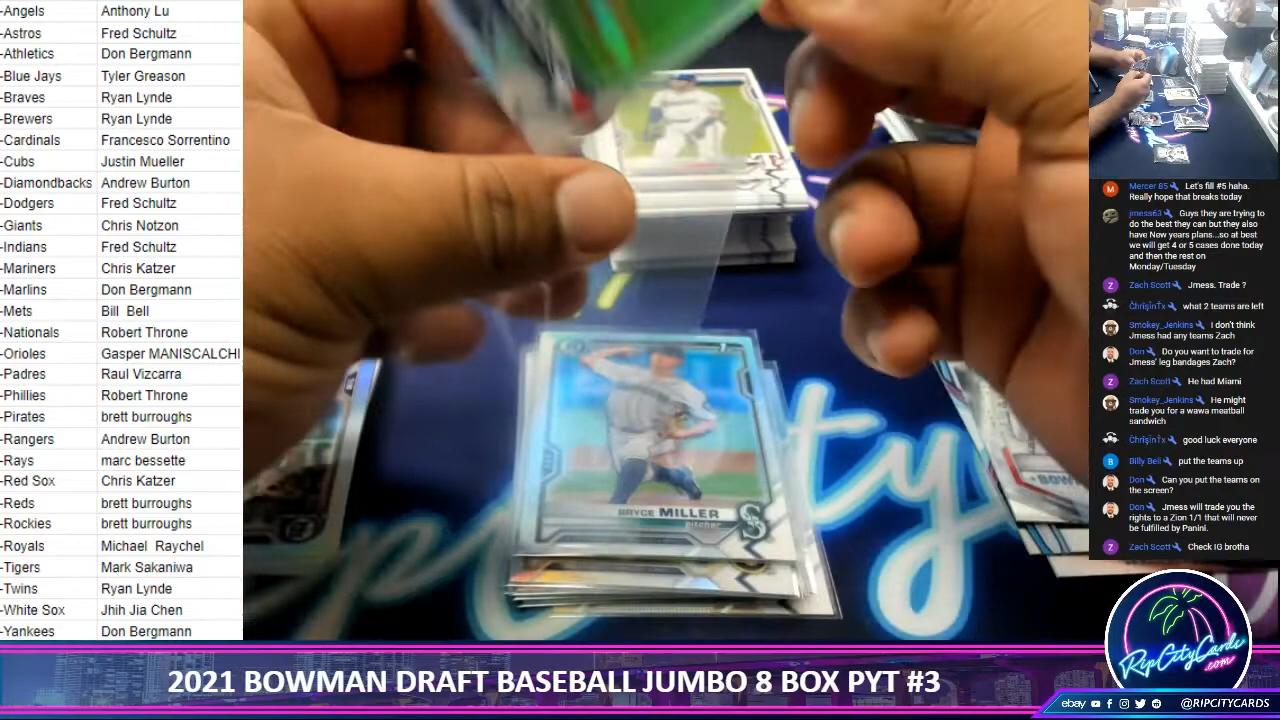 -Angels Anthony Lu
-Astros Fred Schultz
-Athletics Don Bergmann
-Blue Jays Tyler Greason
-Braves Ryan Lynde
-Brewers Ryan Lynde
-Cardinals Francesco Sorrentino
-Cubs Justin Mueller
-Diamondbacks Andrew Burton
-Dodgers Fred Schultz
-Giants Chris Notzon
-Indians Fred Schultz
-Mariners Chris Katzer
-Marlins Don Bergmann
-Mets Bill Bell
-Nationals Robert Throne
-Orioles Gasper MANISCALCHI
-Padres Raul Vizcarra
-Phillies Robert Throne
-Pirates brett burroughs
-Rangers Andrew Burton
-Rays marc bessette
-Red Sox Chris Katzer
-Reds brett burroughs
-Rockies brett burroughs
-Royals Michael Raychel
-Tigers Mark Sakaniwa
-Twins Ryan Lynde
-White Sox Jhih Jia Chen
-Yankees Don Bergmann
BRYCE MILLER
pitcher
S
ty
M
Mercer 85 Let's fill #5 haha.
Really hope that breaks today
jmess63 Guys they are trying to
do the best they can but they also
have New years plans...so at best
we will get 4 or 5 cases done today
and then the rest on
Monday/Tuesday
Z
Zach Scott Jmess. Trade ?
ČhrişinŤx what 2 teams are left
Smokey_Jenkins I don't think
Jmess had any teams Zach
Don Do you want to trade for
Jmess' leg bandages Zach?
Z
Zach Scott He had Miami
Smokey_Jenkins He might
trade you for a wawa meatball
sandwich
ČhrişinŤx good luck everyone
B
Billy Bell put the teams up
Don Can you put the teams on
the screen?
Don Jmess will trade you the
rights to a Zion 1/1 that will never
be fulfilled by Panini.
Z
Zach Scott Check IG brotha
RipCityCards
.com
2021 BOWMAN DRAFT BASEBALL JUMBO 8 BOX PYT #3
ebay @RIPCITYCARDS